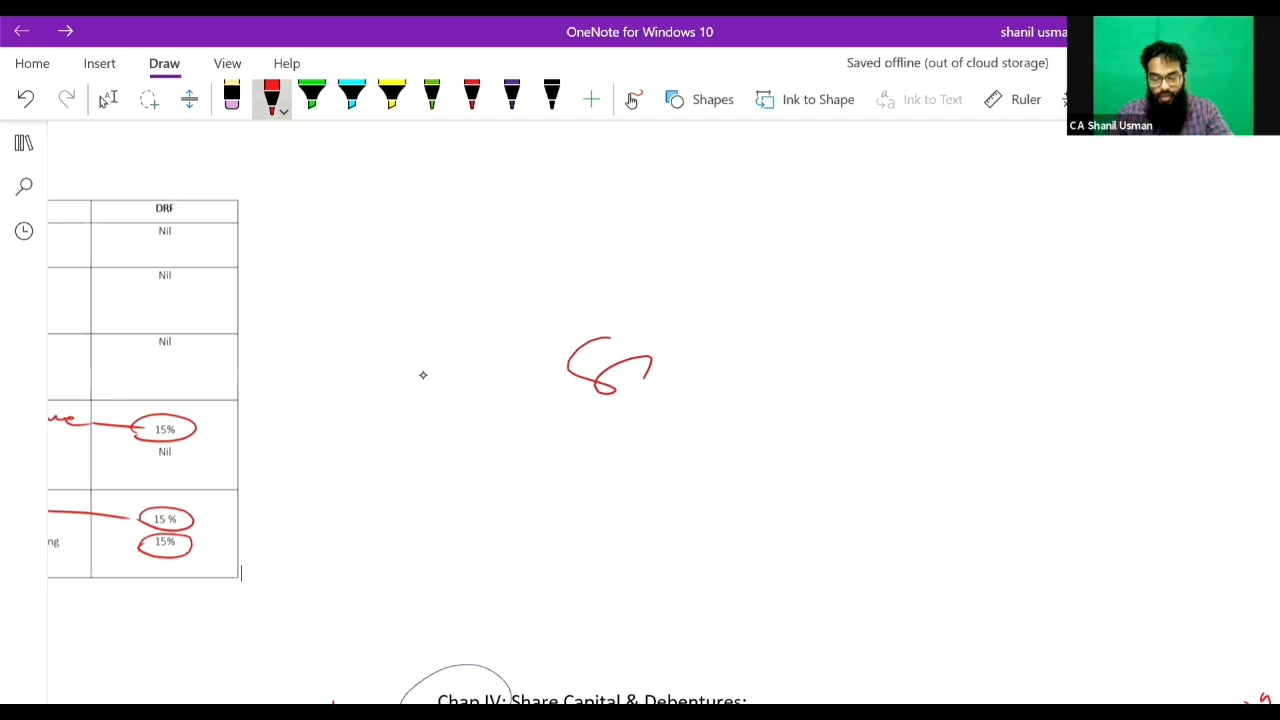 OneNote for Windows 10
shanil usma
Home Insert Draw View Help
Saved offline (out of cloud storage)
Shapes Ink to Shape Ink to Text Ruler
CA Shanil Usman
DRF
Nil
Nil
Nil
15%
Nil
15 %
ng 15%
Chap IV: Share Capital & Debentures: